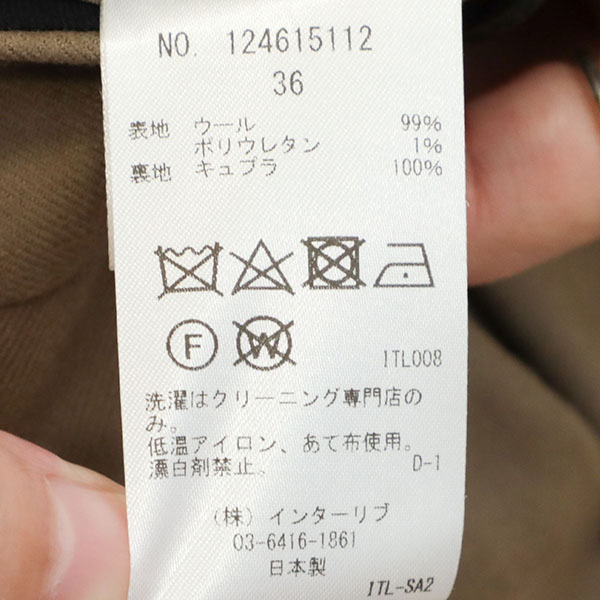 NO. 124615112
36
表地 ウール 99%
ポリウレタン 1%
裏地 キュプラ 100%
F W
1TL008
洗濯はクリーニング専門店の
み。
低温アイロン、あて布使用。
漂白剤禁止。 D-1
(株) インターリブ
03-6416-1861
日本製
1TL-SA2